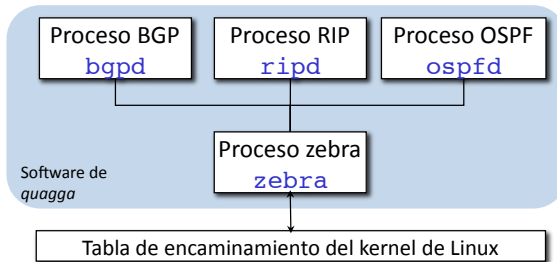 Proceso BGP
bgpd
Proceso RIP
ripd
Proceso OSPF
ospfd
Proceso zebra
zebra
Software de
quagga
Tabla de encaminamiento del kernel de Linux